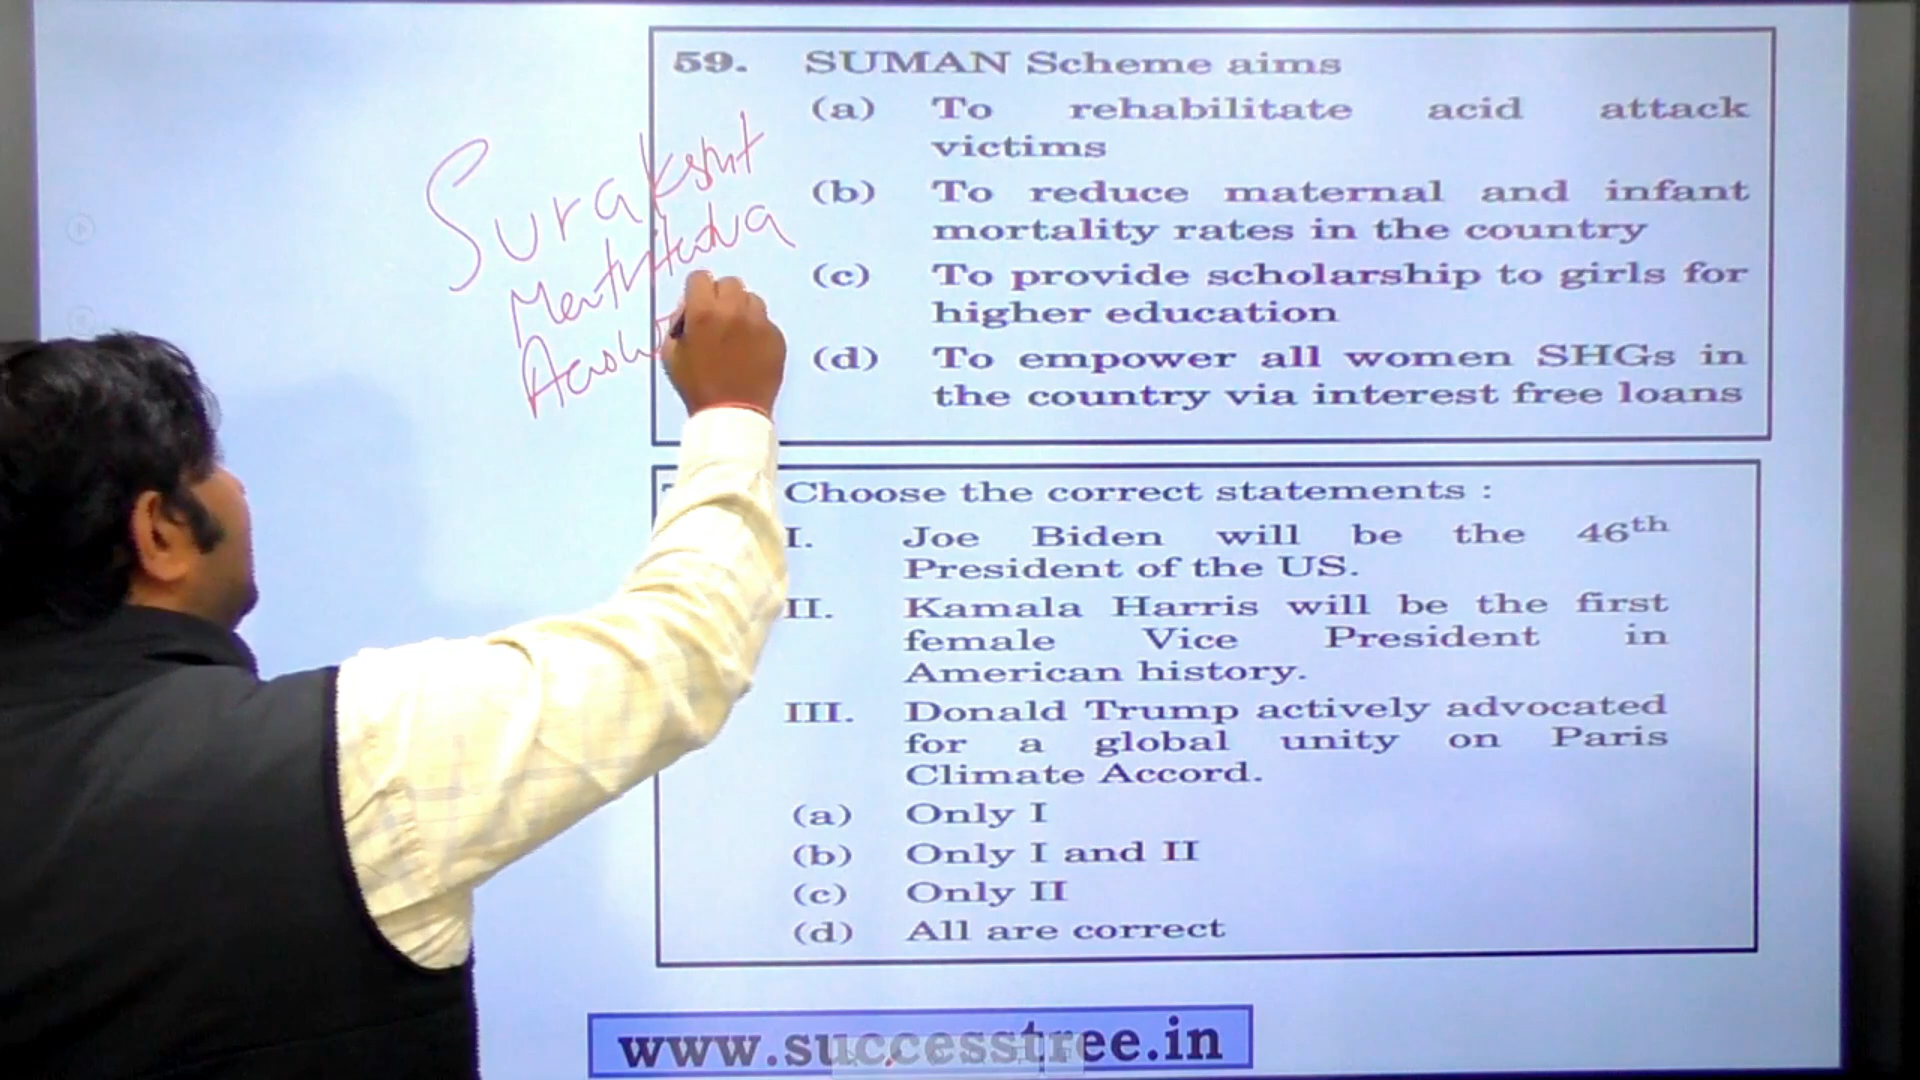 59. SUMAN Scheme aims
(a) To rehabilitate acid attack
victims
(b) To reduce maternal and infant
mortality rates in the country
(c) To provide scholarship to girls for
higher education
(d) To empower all women SHGs in
the country via interest free loans
Surakshit
Choose the correct statements :
I. Joe Biden will be the 46th
President of the US.
II. Kamala Harris will be the first
female Vice President in
American history.
III. Donald Trump actively advocated
for a global unity on Paris
Climate Accord.
(a) Only I
(b) Only I and II
(c) Only II
(d) All are correct
www.successtree.in